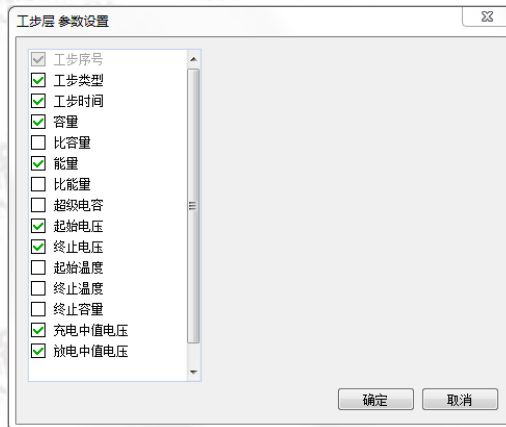 工步层 参数设置
工步序号
工步类型
工步时间
容量
比容量
能量
比能量
超级电容
起始电压
终止电压
起始温度
终止温度
终止容量
充电中值电压
放电中值电压
确定 取消